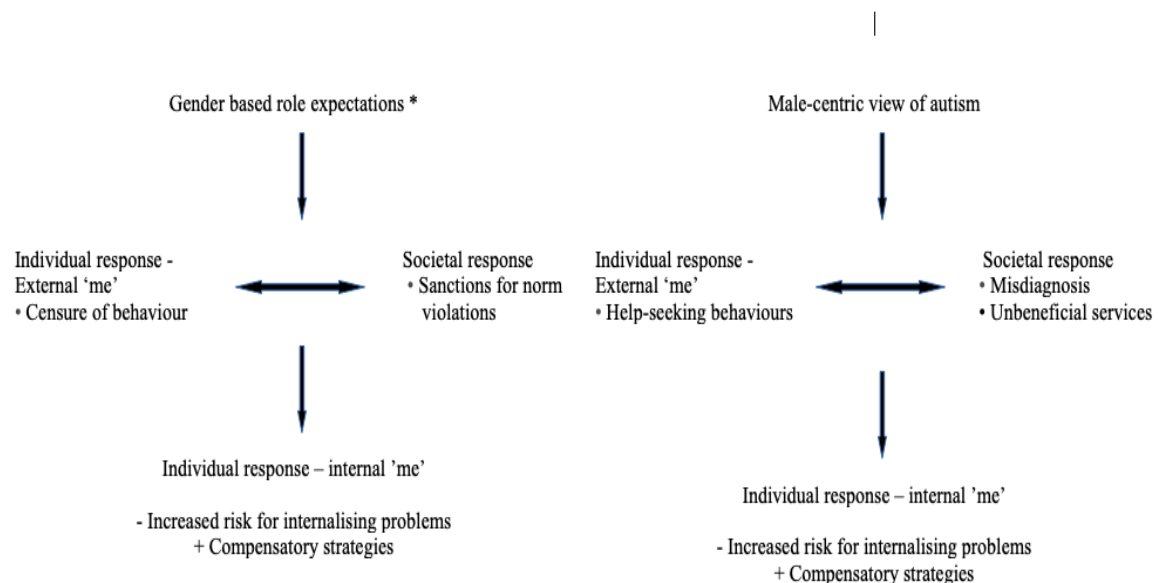 Gender based role expectations *
Individual response -
External ‘me’
• Censure of behaviour
Societal response
• Sanctions for norm
violations
Individual response – internal ’me’
- Increased risk for internalising problems
+ Compensatory strategies
Male-centric view of autism
Individual response -
External ‘me’
• Help-seeking behaviours
Societal response
• Misdiagnosis
• Unbeneficial services
Individual response – internal ’me’
- Increased risk for internalising problems
+ Compensatory strategies